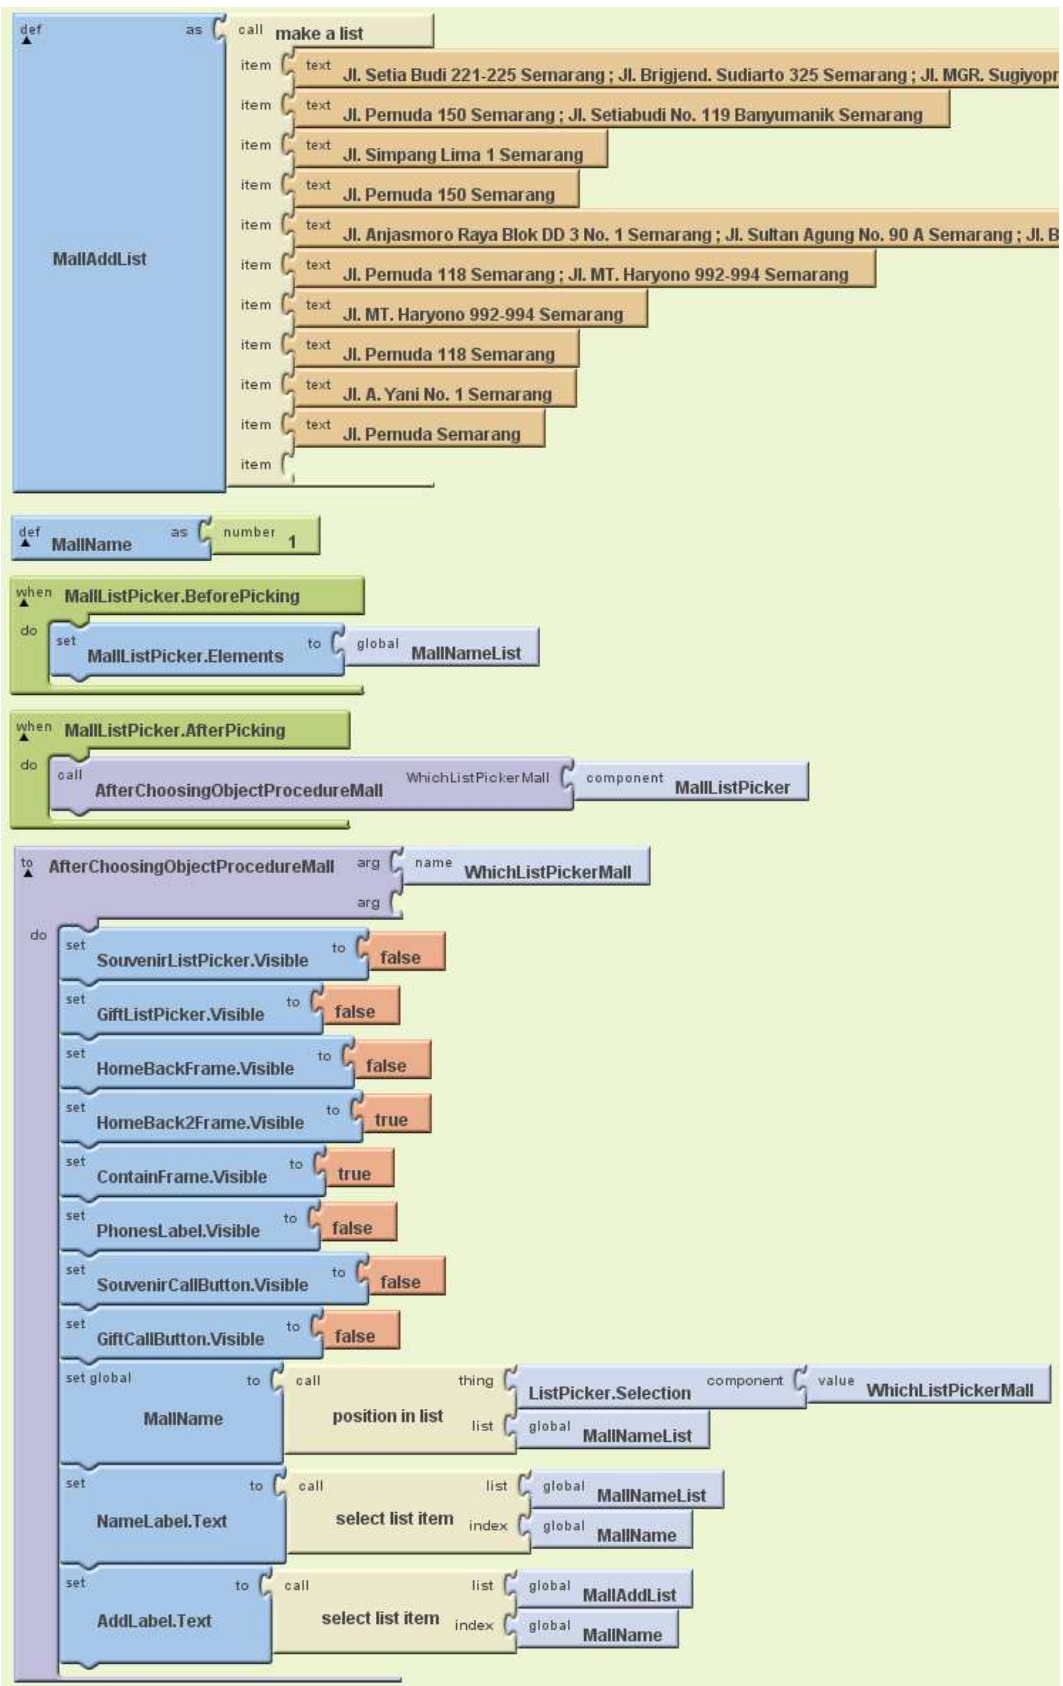 def MallAddList as call make a list
item text Jl. Setia Budi 221-225 Semarang ; Jl. Brigjend. Sudiarto 325 Semarang ; Jl. MGR.
item text Jl. Pemuda 150 Semarang ; Jl. Setiabudi No. 119 Banyumanik Semarang
item text Jl. Simpang Lima 1 Semarang
item text Jl. Pemuda 150 Semarang
item text Jl. Anjasmoro Raya Blok DD 3 No. 1 Semarang ; Jl. Sultan Agung No. 90 A Semarang ; Jl. B
item text Jl. Pemuda 118 Semarang ; Jl. MT. Haryono 992-994 Semarang
item text Jl. MT. Haryono 992-994 Semarang
item text Jl. Pemuda 118 Semarang
item text Jl. A. Yani No. 1 Semarang
item text Jl. Pemuda Semarang
item
def MallName as number 1
when MallListPicker.BeforePicking
do set MallListPicker.Elements to global MallNameList
when MallListPicker.AfterPicking
do call AfterChoosingObjectProcedureMall WhichListPickerMall component MallListPicker
to AfterChoosingObjectProcedureMall arg name WhichListPickerMall
arg
do set SouvenirListPicker.Visible to false
set GiftListPicker.Visible to false
set HomeBackFrame.Visible to false
set HomeBack2Frame.Visible to true
set ContainFrame.Visible to true
set PhonesLabel.Visible to false
set SouvenirCallButton.Visible to false
set GiftCallButton.Visible to false
set global MallName to call position in list thing ListPicker.Selection component value WhichListPickerMall
list global MallNameList
set NameLabel.Text to call select list item list global MallNameList
index global MallName
set AddLabel.Text to call select list item list global MallAddList
index global MallName